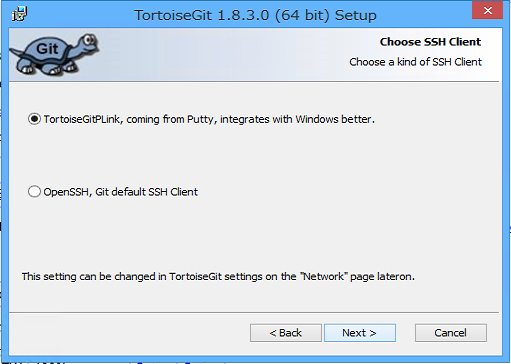 TortoiseGit 1.8.3.0 (64 bit) Setup
Git
Choose SSH Client
Choose a kind of SSH Client
TortoiseGitPLink, coming from Putty, integrates with Windows better.
OpenSSH, Git default SSH Client
This setting can be changed in TortoiseGit settings on the "Network" page lateron.
< Back
Next >
Cancel